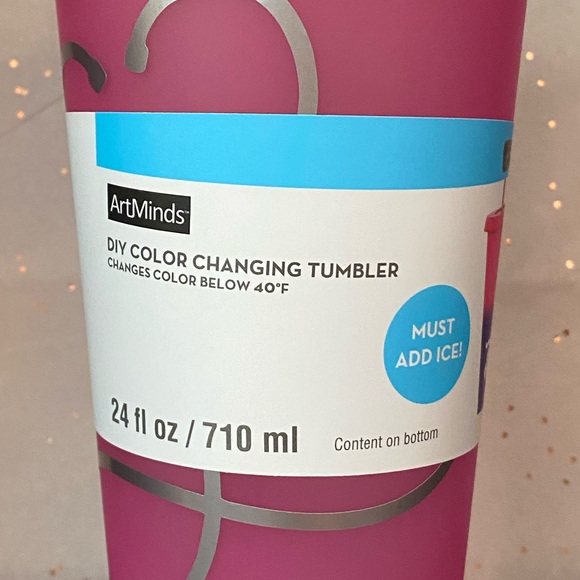 ArtMinds™
DIY COLOR CHANGING TUMBLER
CHANGES COLOR BELOW 40°F
MUST
ADD ICE!
24 fl oz / 710 ml
Content on bottom